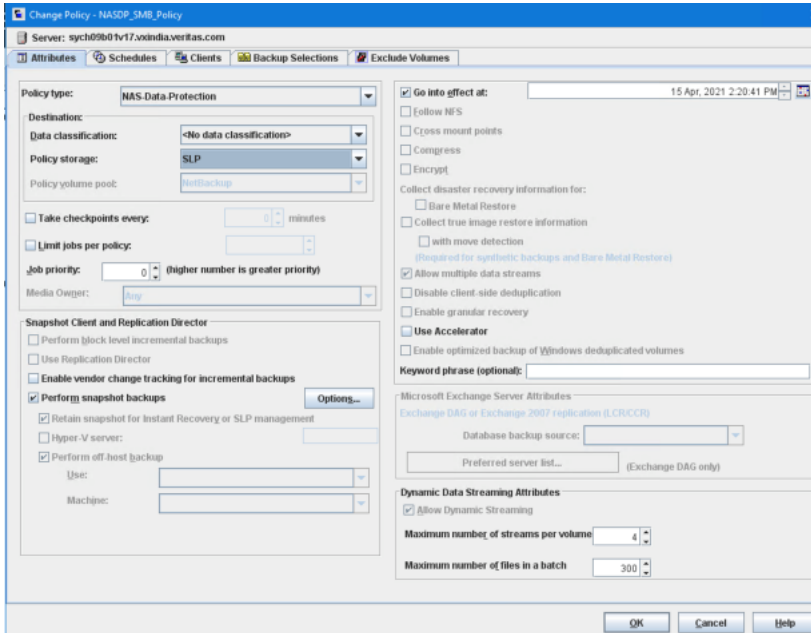 Change Policy - NASDP_SMB_Policy
Server: sych09b01v17.vxindia.veritas.com
Attributes Schedules Clients Backup Selections Exclude Volumes
Policy type: NAS-Data-Protection
Destination:
Data classification: <No data classification>
Policy storage: SLP
Policy volume pool: NetBackup
Take checkpoints every: 0 minutes
Limit jobs per policy:
Job priority: 0 (higher number is greater priority)
Media Owner: Any
Snapshot Client and Replication Director
Perform block level incremental backups
Use Replication Director
Enable vendor change tracking for incremental backups
Perform snapshot backups Options...
Retain snapshot for Instant Recovery or SLP management
Hyper-V server:
Perform off-host backup
Use:
Machine:
Go into effect at: 15 Apr, 2021 2:20:41 PM
Follow NFS
Cross mount points
Compress
Encrypt
Collect disaster recovery information for:
Bare Metal Restore
Collect true image restore information
with move detection
(Required for synthetic backups and Bare Metal Restore)
Allow multiple data streams
Disable client-side deduplication
Enable granular recovery
Use Accelerator
Enable optimized backup of Windows deduplicated volumes
Keyword phrase (optional):
Microsoft Exchange Server Attributes
Exchange DAG or Exchange 2007 replication (LCR/CCR)
Database backup source:
Preferred server list... (Exchange DAG only)
Dynamic Data Streaming Attributes
Allow Dynamic Streaming
Maximum number of streams per volume 4
Maximum number of files in a batch 300
OK Cancel Help